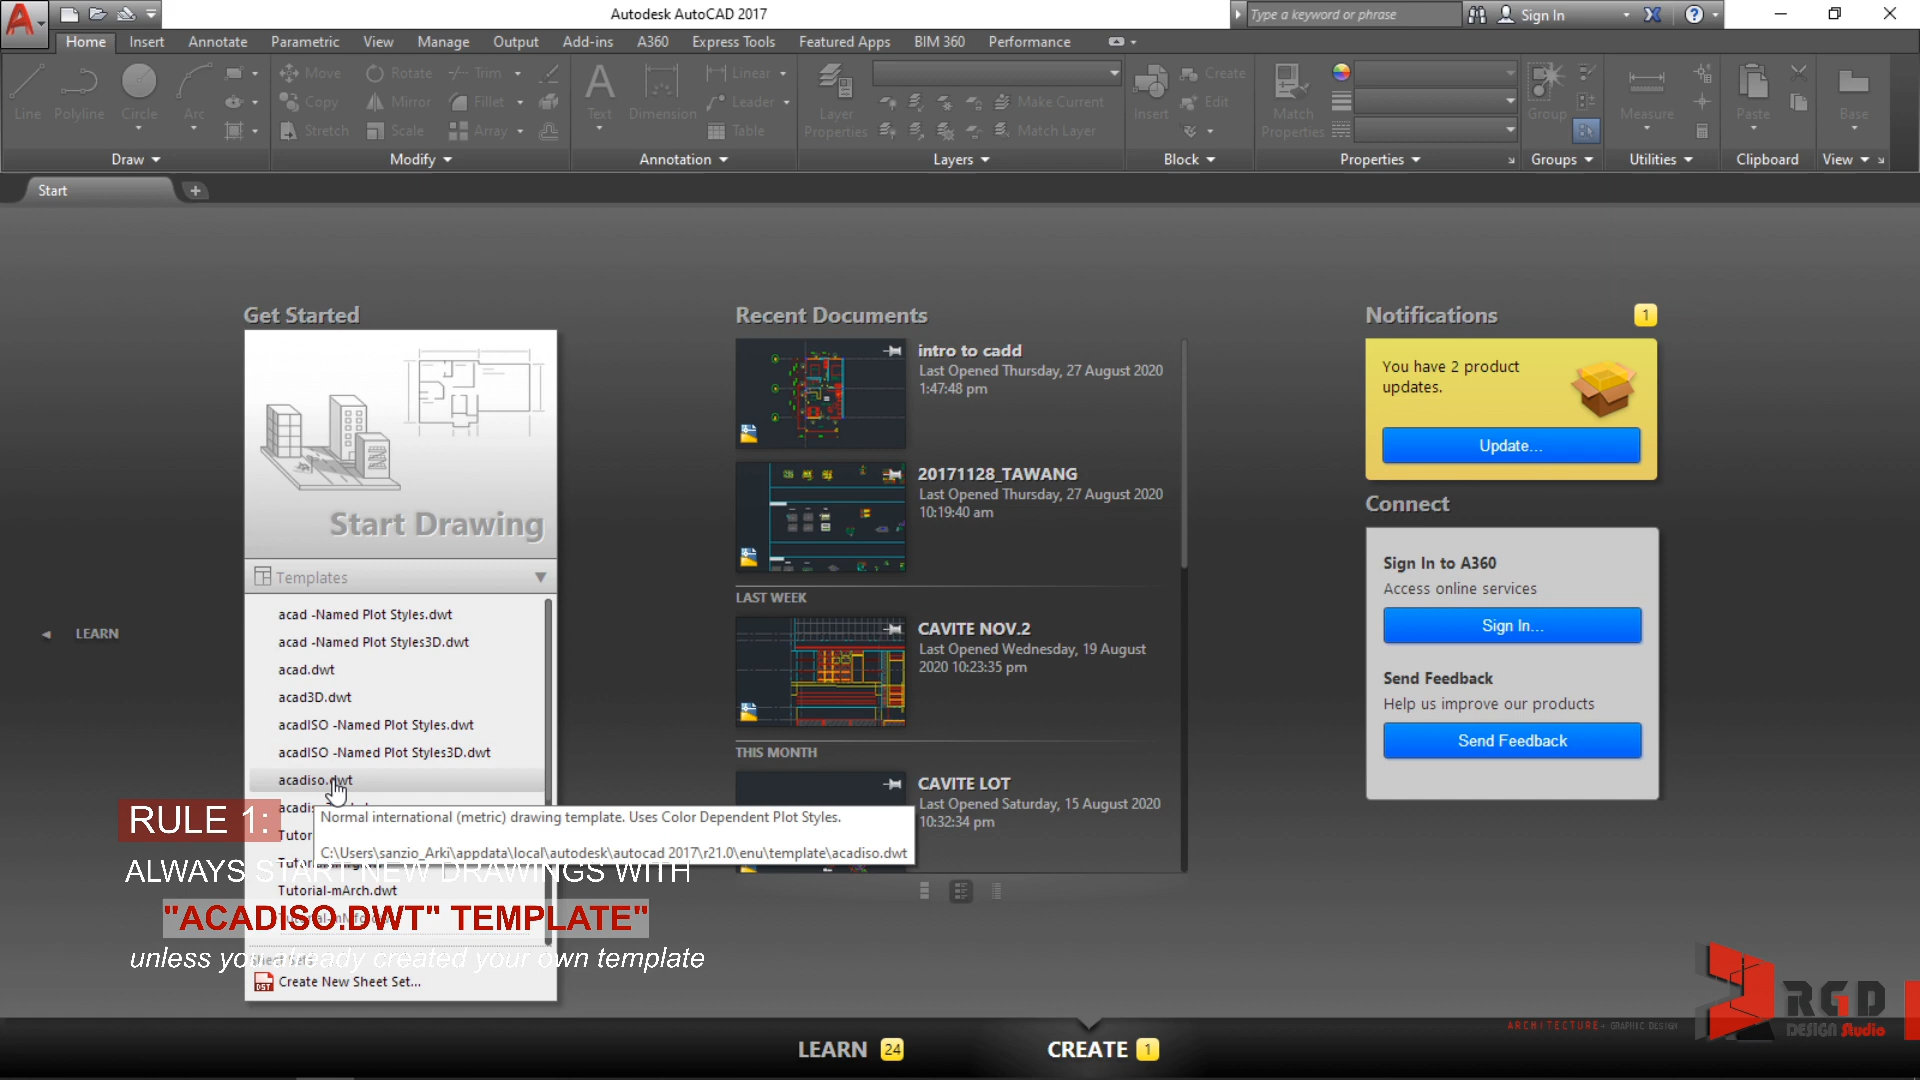 Autodesk AutoCAD 2017
Type a keyword or phrase
Sign In
Home Insert Annotate Parametric View Manage Output Add-ins A360 Express Tools Featured Apps BIM 360 Performance
Line Polyline Circle Arc
Move Rotate Trim
Copy Mirror Fillet
Stretch Scale Array
Text Dimension
Linear
Leader
Table
Layer Properties
Make Current
Match Layer
Insert
Create
Edit
Match Properties
Group
Measure
Paste
Base
Draw Modify Annotation Layers Block Properties Groups Utilities Clipboard View
Start
Get Started
Start Drawing
Templates
acad -Named Plot Styles.dwt
acad -Named Plot Styles3D.dwt
acad.dwt
acad3D.dwt
acadISO -Named Plot Styles.dwt
acadISO -Named Plot Styles3D.dwt
acadiso.dwt
Normal international (metric) drawing template. Uses Color Dependent Plot Styles.
C:\Users\sanzio_Arki\appdata\local\autodesk\autocad 2017\r21.0\enu\template\acadiso.dwt
Tutorial-mArch.dwt
Create New Sheet Set...
DST
LEARN
RULE 1:
ALWAYS START NEW DRAWINGS WITH
"ACADISO.DWT" TEMPLATE"
unless you already created your own template
Recent Documents
intro to cadd
Last Opened Thursday, 27 August 2020
1:47:48 pm
20171128_TAWANG
Last Opened Thursday, 27 August 2020
10:19:40 am
LAST WEEK
CAVITE NOV.2
Last Opened Wednesday, 19 August
2020 10:23:35 pm
THIS MONTH
CAVITE LOT
Last Opened Saturday, 15 August 2020
10:32:34 pm
Notifications 1
You have 2 product
updates.
Update...
Connect
Sign In to A360
Access online services
Sign In...
Send Feedback
Help us improve our products
Send Feedback
LEARN 24
CREATE 1
ARCHITECTURE + GRAPHIC DESIGN
RGD
DESIGN Studio